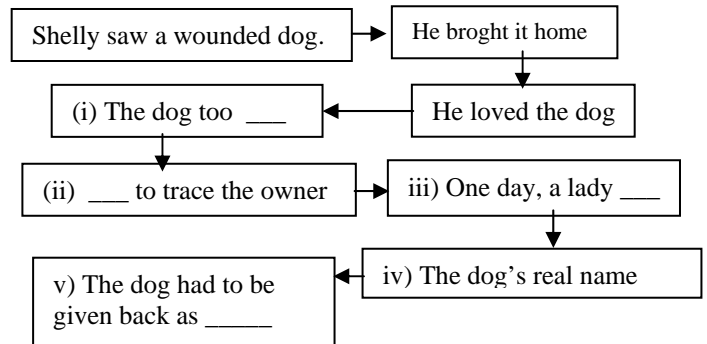 Shelly saw a wounded dog.
He broght it home
He loved the dog
(i) The dog too ___
(ii) ___ to trace the owner
iii) One day, a lady ___
iv) The dog’s real name
v) The dog had to be
given back as _____